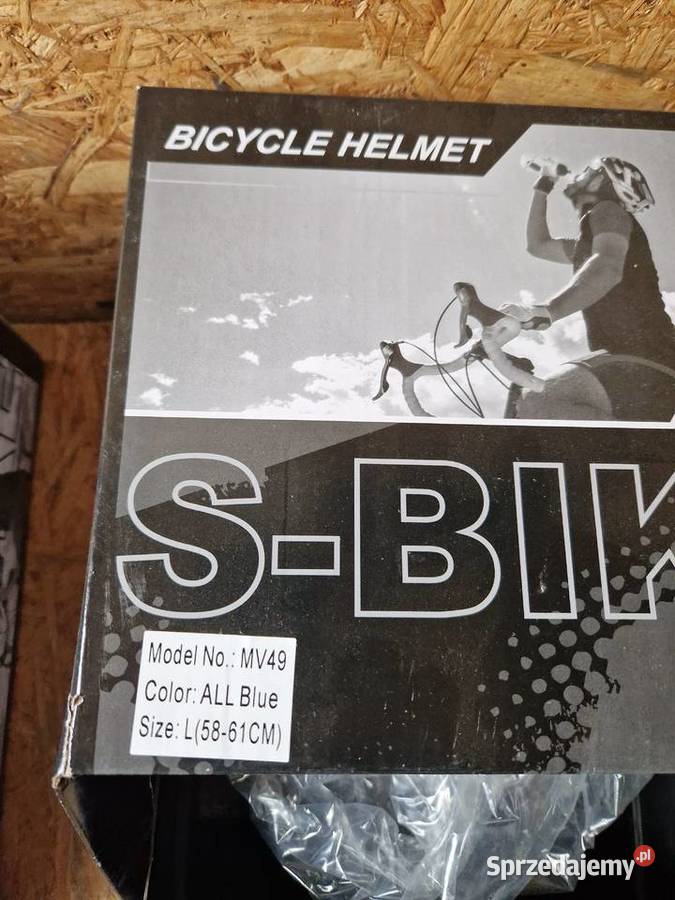 BICYCLE HELMET
S-BIK
Model No.: MV49
Color: ALL Blue
Size: L(58-61CM)
Sprzedajemy.pl